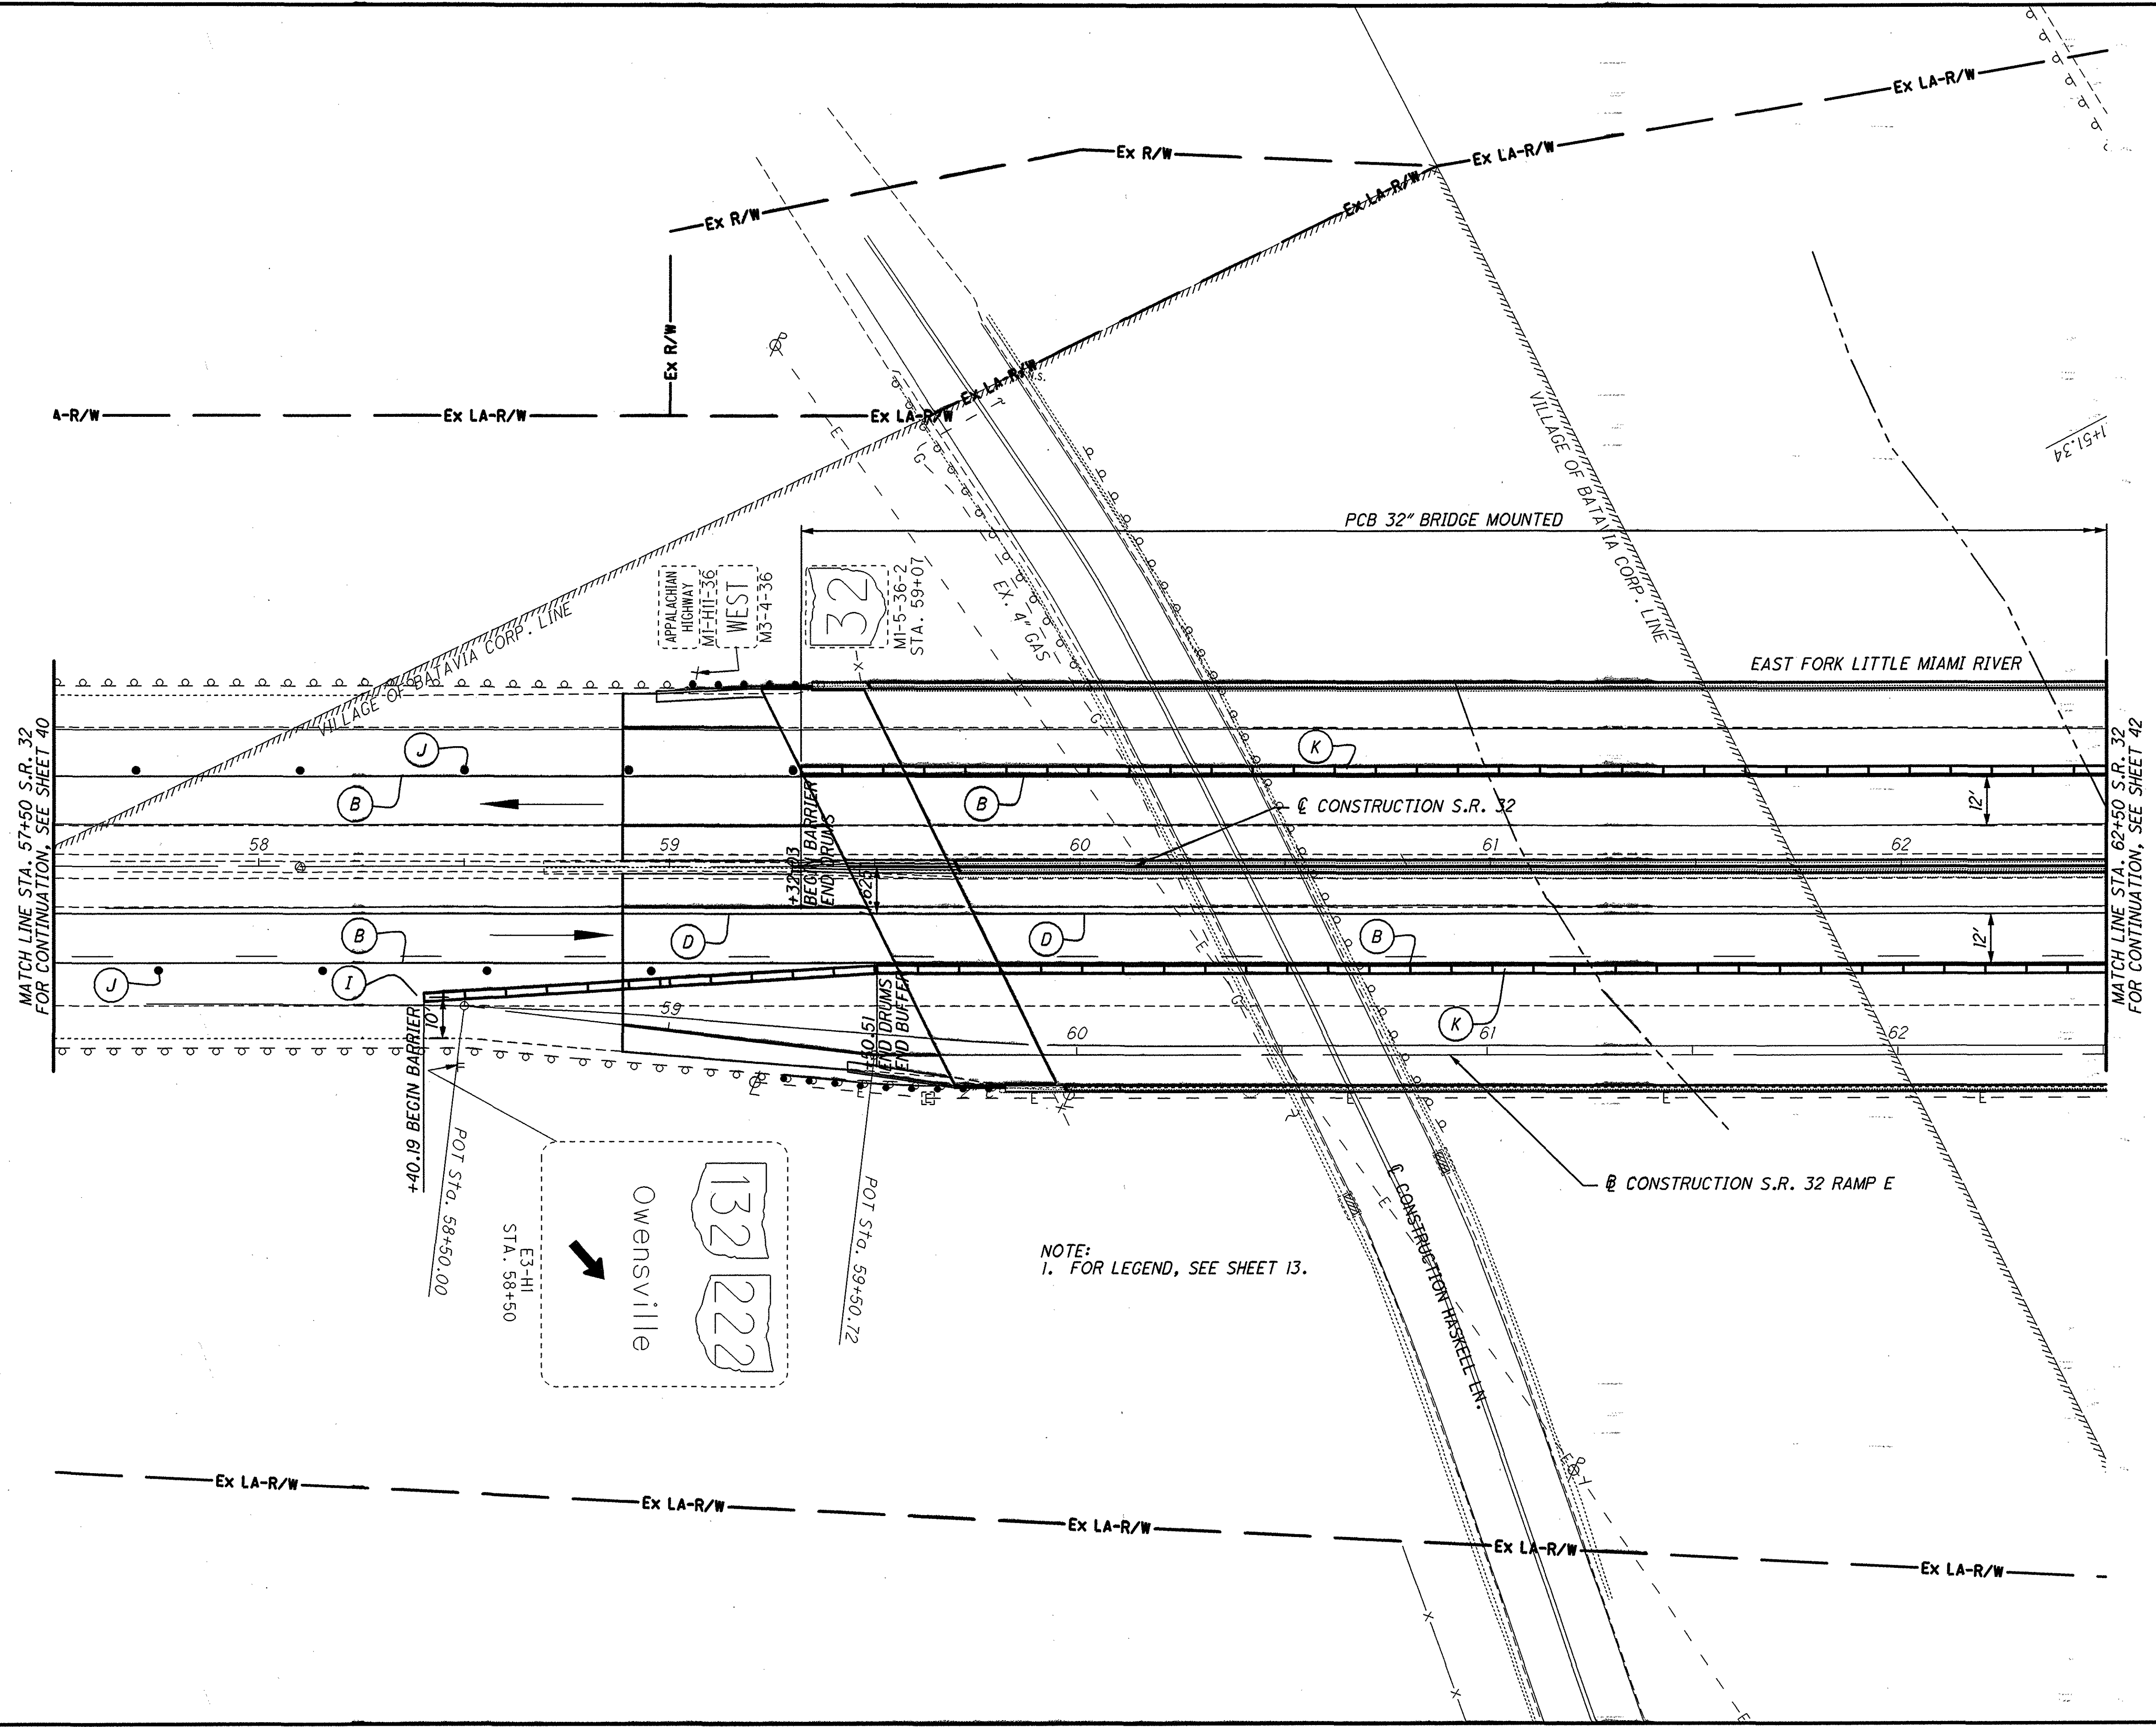 Ex LA-R/W
Ex R/W
Ex LA-R/W
Ex LA-R/W
Ex R/W
Ex R/W
Ex LA-R/W
A-R/W
Ex LA-R/W
Ex LA-R/W
VILLAGE OF BATAVIA CORP. LINE
1+51.34
PCB 32" BRIDGE MOUNTED
APPALACHIAN
HIGHWAY
M1-H11-36
WEST
M3-4-36
32
M1-5-36-2
STA. 59+07
EX. 4" GAS
VILLAGE OF BATAVIA CORP. LINE
EAST FORK LITTLE MIAMI RIVER
MATCH LINE STA. 57+50 S.R. 32
FOR CONTINUATION, SEE SHEET 40
MATCH LINE STA. 62+50 S.R. 32
FOR CONTINUATION, SEE SHEET 42
J
K
B
B
12'
℄ CONSTRUCTION S.R. 32
58
59
60
61
62
+32.03
BEGIN BARRIER
END DRUMS
B
D
D
B
12'
J
I
10'
59
60
K
61
62
+50.51
END DRUMS
END BUFFER
+40.19 BEGIN BARRIER
POT Sta. 58+50.00
POT Sta. 59+50.72
132
222
Owensville
E3-H1
STA. 58+50
℄ CONSTRUCTION HASKELL LN.
CONSTRUCTION S.R. 32 RAMP E
NOTE:
1. FOR LEGEND, SEE SHEET 13.
Ex LA-R/W
Ex LA-R/W
Ex LA-R/W
Ex LA-R/W
Ex LA-R/W